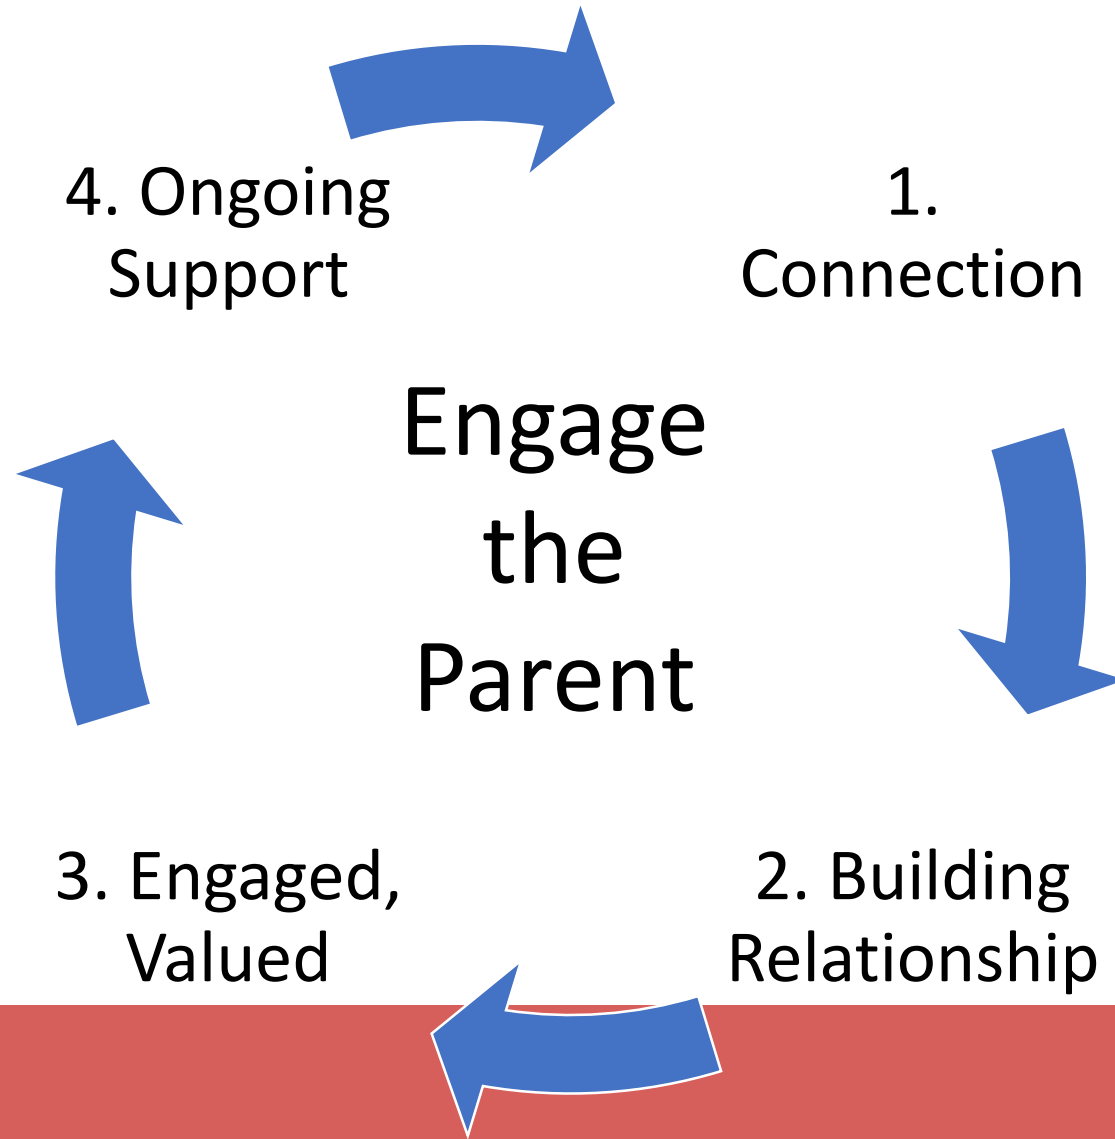 4. Ongoing
Support
1.
Connection
Engage
the
Parent
3. Engaged,
Valued
2. Building
Relationship